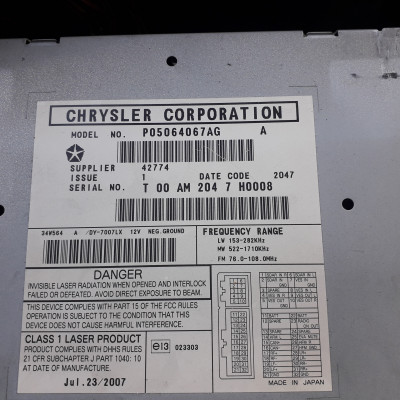 CHRYSLER CORPORATION
MODEL NO. P05064067AG A
SUPPLIER 42774
ISSUE 1 DATE CODE 2047
SERIAL NO. T 00 AM 204 7 H0008
34W564 A /DY-7007LX 12V NEG.GROUND
FREQUENCY RANGE
LW 153-282KHz
MW 522-1710KHz
FM 76.0-108.0MHz
DANGER
INVISIBLE LASER RADIATION WHEN OPENED AND INTERLOCK
FAILED OR DEFEATED. AVOID DIRECT EXPOSURE TO BEAM.
THIS DEVICE COMPLIES WITH PART 15 OF THE FCC RULES
OPERATION IS SUBJECT TO THE CONDITION THAT THIS
DEVICE DOES NOT CAUSE HARMFUL INTERFERENCE
CLASS 1 LASER PRODUCT
COMPLIES WITH DHHS RULES
21 CFR SUBCHAPTER J PART 1040: 10
AT DATE OF MANUFACTURE.
Jul.23/2007
e13 023303
MADE IN JAPAN